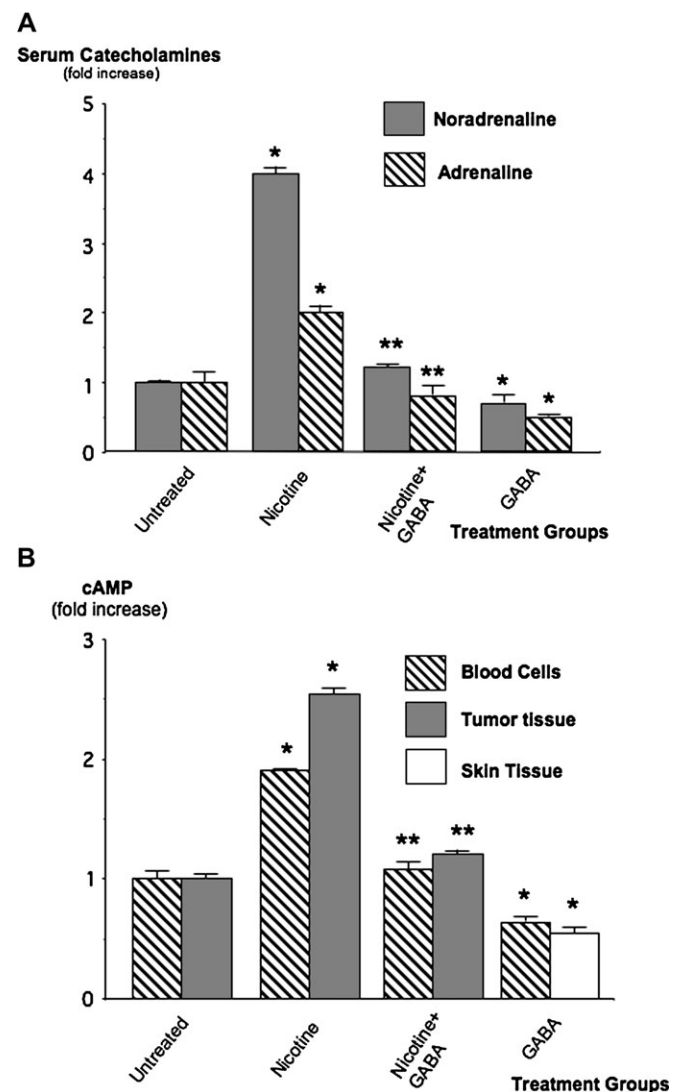 A
Serum Catecholamines
(fold increase)
5
4
3
2
1
0
Noradrenaline
Adrenaline
*
*
**
**
*
*
Untreated
Nicotine
Nicotine+
GABA
GABA
Treatment Groups
B
cAMP
(fold increase)
3
2
1
0
Blood Cells
Tumor tissue
Skin Tissue
*
*
**
**
*
*
Untreated
Nicotine
Nicotine+
GABA
GABA
Treatment Groups